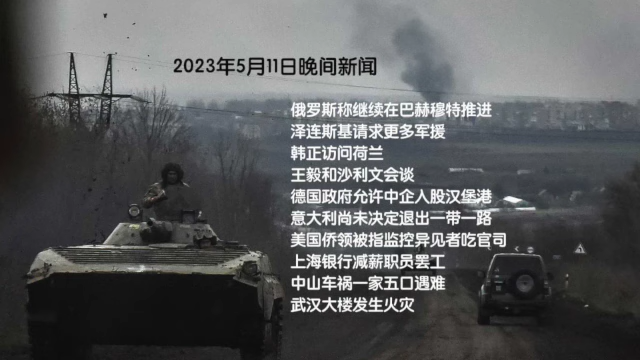 2023年5月11日晚间新闻
俄罗斯称继续在巴赫穆特推进
泽连斯基请求更多军援
韩正访问荷兰
王毅和沙利文会谈
德国政府允许中企入股汉堡港
意大利尚未决定退出一带一路
美国侨领被指监控异见者吃官司
上海银行减薪职员罢工
中山车祸一家五口遇难
武汉大楼发生火灾